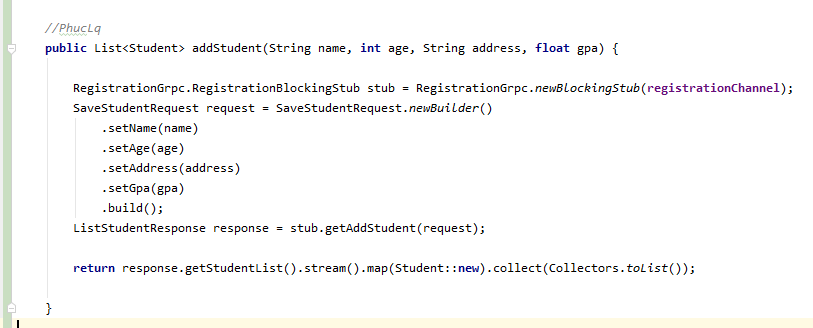 //PhucLq
public List<Student> addStudent(String name, int age, String address, float gpa) {
RegistrationGrpc.RegistrationBlockingStub stub = RegistrationGrpc.newBlockingStub(registrationChannel);
SaveStudentRequest request = SaveStudentRequest.newBuilder()
.setName(name)
.setAge(age)
.setAddress(address)
.setGpa(gpa)
.build();
ListStudentResponse response = stub.getAddStudent(request);
return response.getStudentList().stream().map(Student::new).collect(Collectors.toList());
}